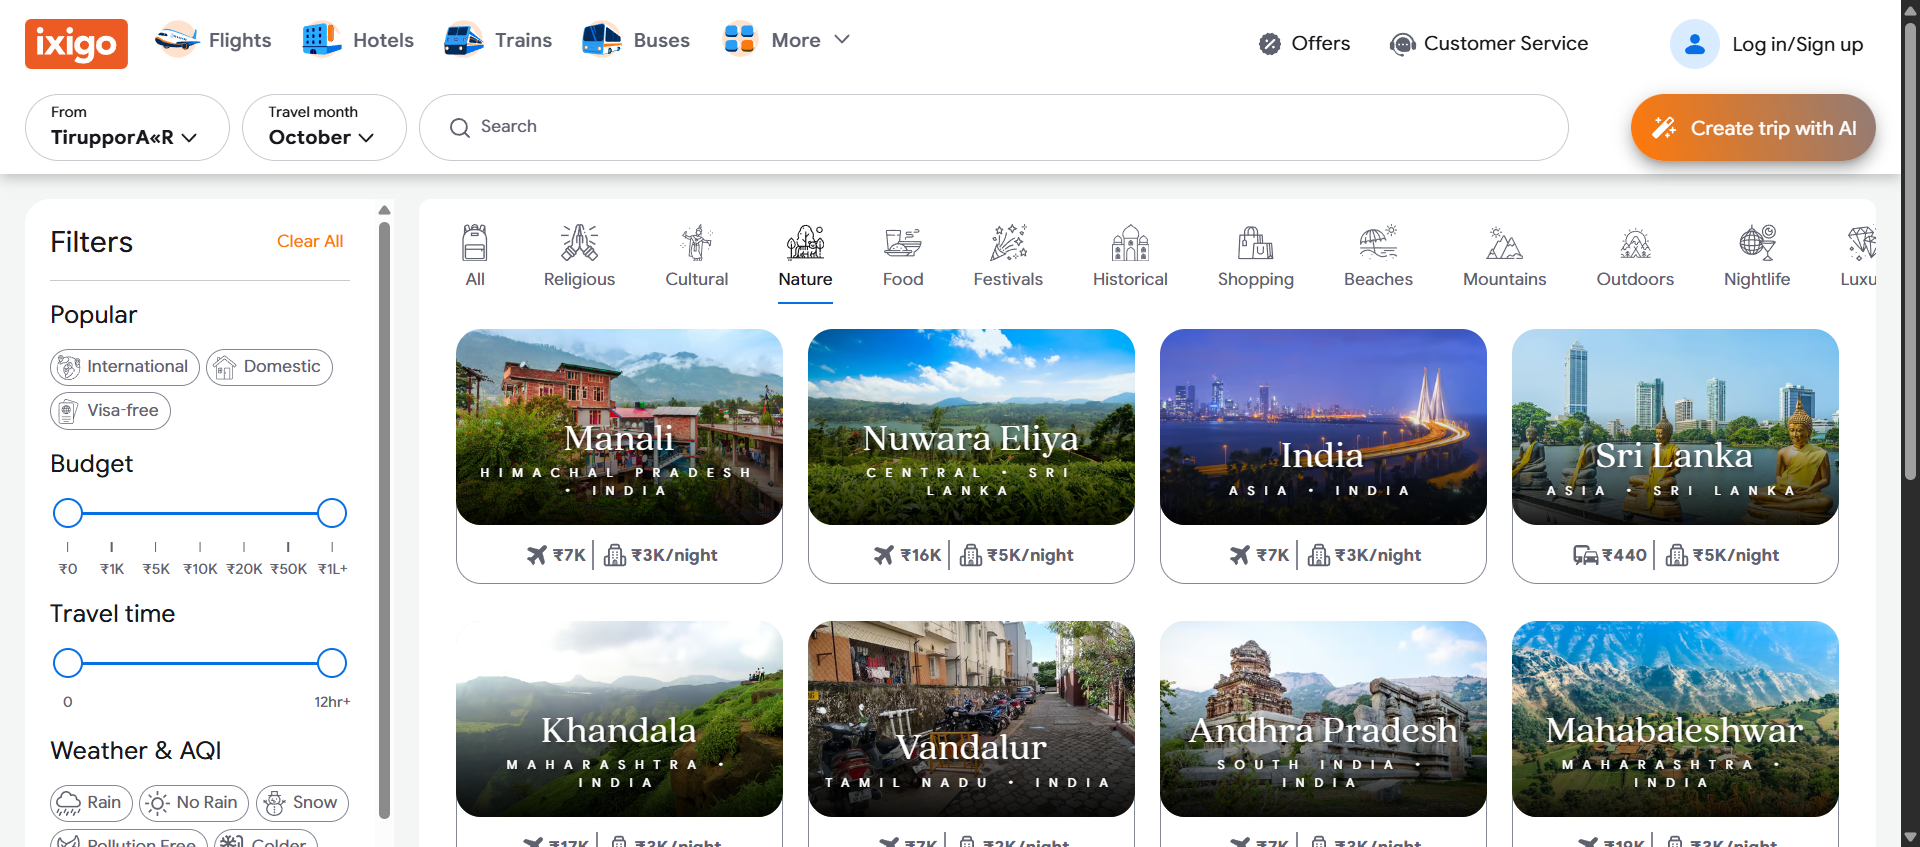 ixigo
Flights
Hotels
Trains
Buses
More
Offers
Customer Service
Log in/Sign up
From
TirupporA«R
Travel month
October
Search
Create trip with AI
Filters
Clear All
Popular
International
Domestic
Visa-free
Budget
₹0 ₹1K ₹5K ₹10K ₹20K ₹50K ₹1L+
Travel time
0 12hr+
Weather & AQI
Rain
No Rain
Snow
Pollution Free
Colder
All
Religious
Cultural
Nature
Food
Festivals
Historical
Shopping
Beaches
Mountains
Outdoors
Nightlife
Luxu
Manali
HIMACHAL PRADESH
• INDIA
₹7K ₹3K/night
Nuwara Eliya
CENTRAL • SRI
LANKA
₹16K ₹5K/night
India
ASIA • INDIA
₹7K ₹3K/night
Sri Lanka
ASIA • SRI LANKA
₹440 ₹5K/night
Khandala
MAHARASHTRA •
INDIA
₹17K ₹3K/night
Vandalur
TAMIL NADU • INDIA
₹7K ₹2K/night
Andhra Pradesh
SOUTH INDIA •
INDIA
₹7K ₹3K/night
Mahabaleshwar
MAHARASHTRA •
INDIA
₹19K ₹3K/night